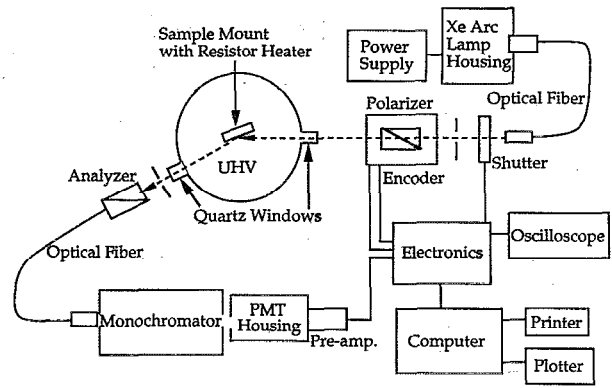 Sample Mount
with Resistor Heater
Power
Supply
Xe Arc
Lamp
Housing
Optical Fiber
Polarizer
Encoder
Shutter
UHV
Analyzer
Quartz Windows
Optical Fiber
Electronics
Oscilloscope
Monochromator
PMT
Housing
Pre-amp.
Computer
Printer
Plotter